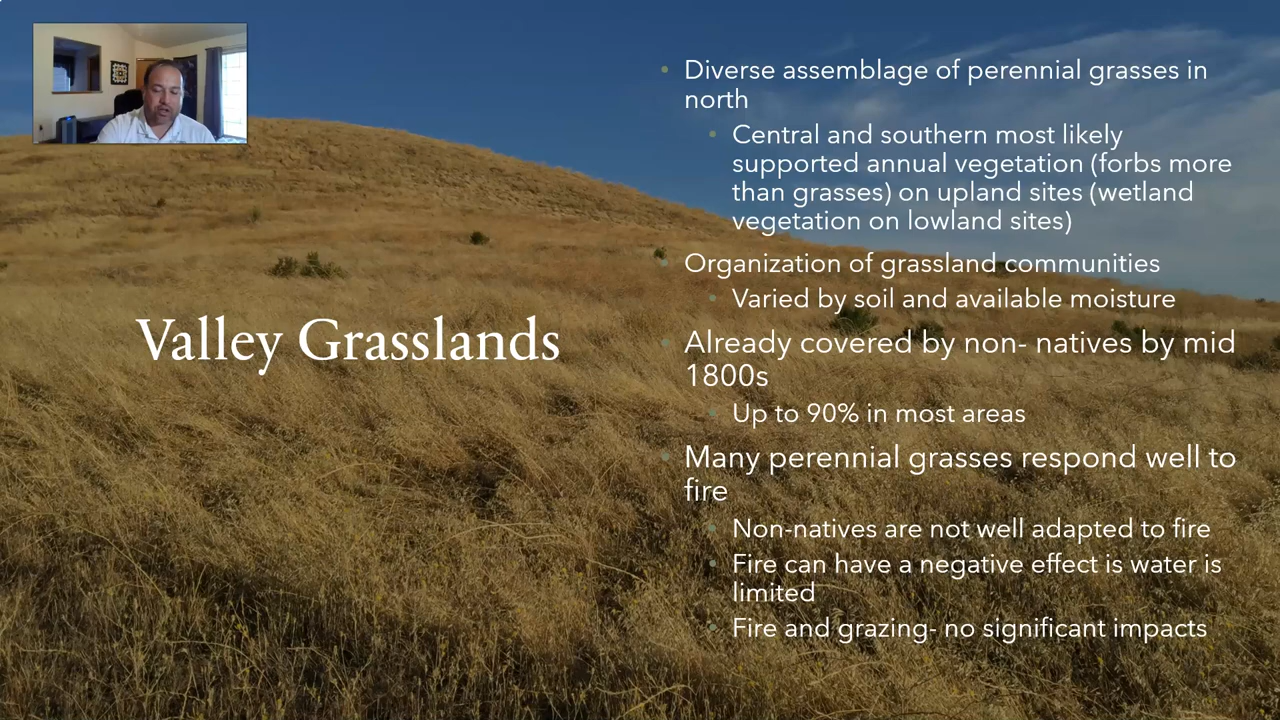 Valley Grasslands
Diverse assemblage of perennial grasses in
north
Central and southern most likely
supported annual vegetation (forbs more
than grasses) on upland sites (wetland
vegetation on lowland sites)
Organization of grassland communities
Varied by soil and available moisture
Already covered by non- natives by mid
1800s
Up to 90% in most areas
Many perennial grasses respond well to
fire
Non-natives are not well adapted to fire
Fire can have a negative effect is water is
limited
Fire and grazing- no significant impacts